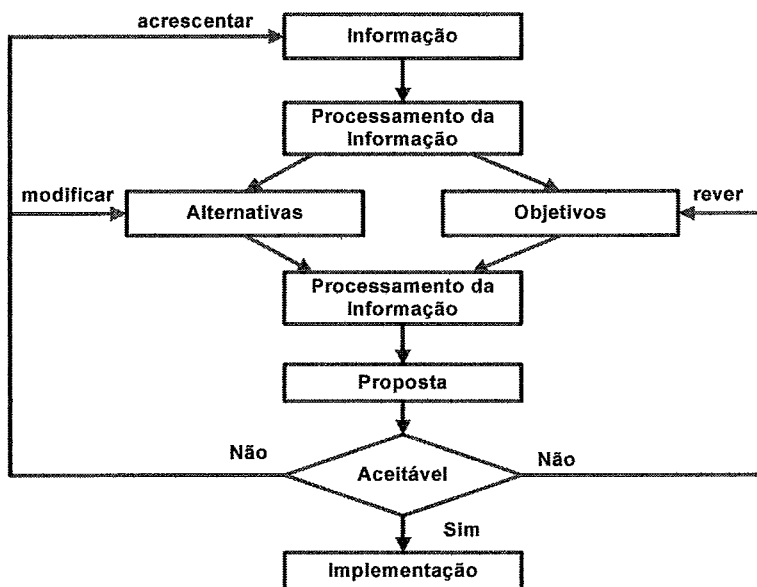 acrescentar
Informação
Processamento da
Informação
modificar
Alternativas
Objetivos
rever
Processamento da
Informação
Proposta
Não
Aceitável
Não
Sim
Implementação